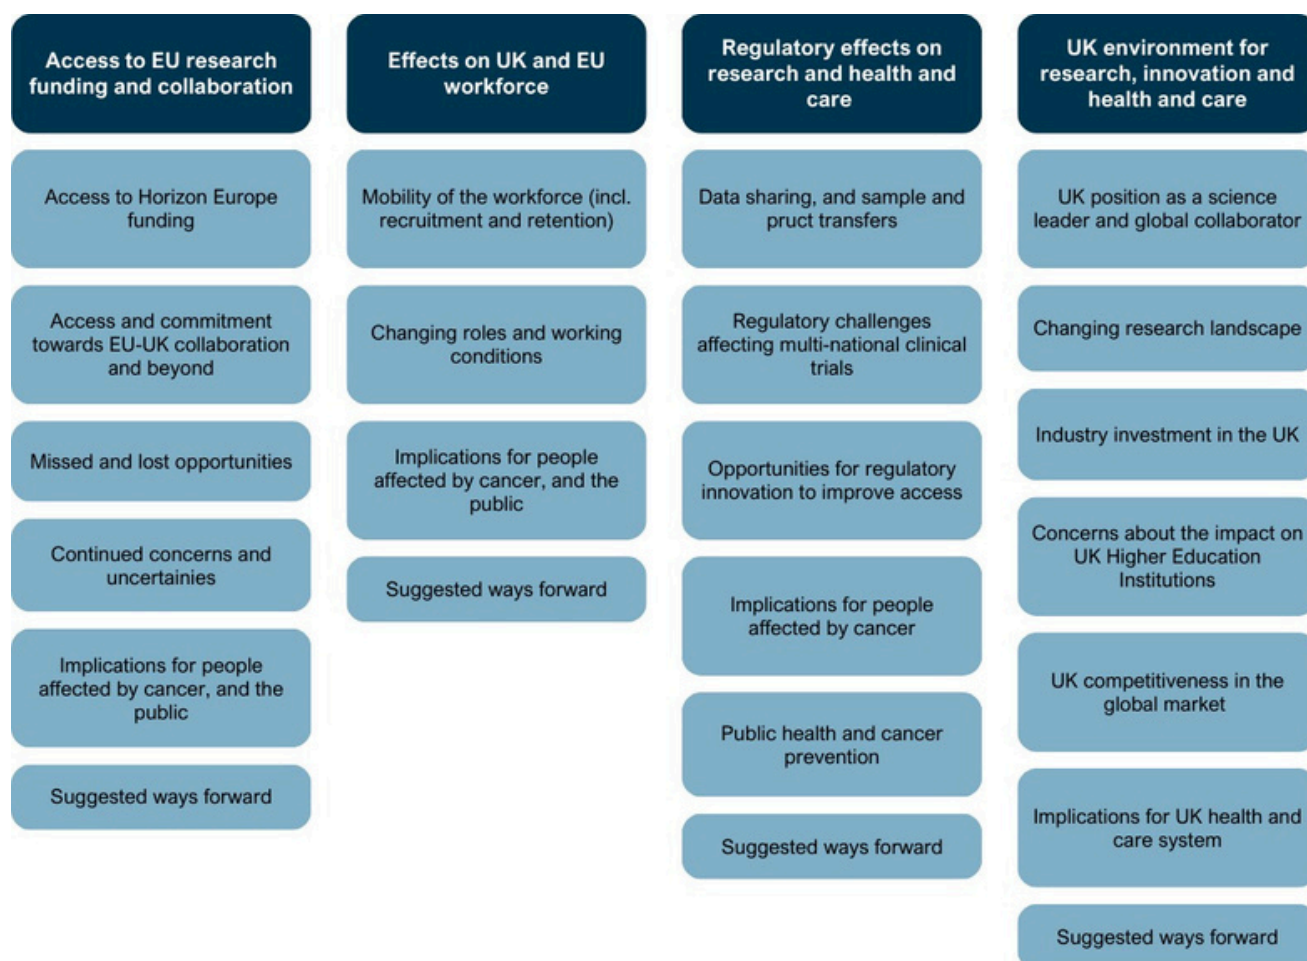 Access to EU research
funding and collaboration
Access to Horizon Europe
funding
Access and commitment
towards EU-UK collaboration
and beyond
Missed and lost opportunities
Continued concerns and
uncertainies
Implications for people
affected by cancer, and the
public
Suggested ways forward
Effects on UK and EU
workforce
Mobility of the workforce (incl.
recruitment and retention)
Changing roles and working
conditions
Implications for people
affected by cancer, and the
public
Suggested ways forward
Regulatory effects on
research and health and
care
Data sharing, and sample and
pruct transfers
Regulatory challenges
affecting multi-national clinical
trials
Opportunities for regulatory
innovation to improve access
Implications for people
affected by cancer
Public health and cancer
prevention
Suggested ways forward
UK environment for
research, innovation and
health and care
UK position as a science
leader and global collaborator
Changing research landscape
Industry investment in the UK
Concerns about the impact on
UK Higher Education
Institutions
UK competitiveness in the
global market
Implications for UK health and
care system
Suggested ways forward